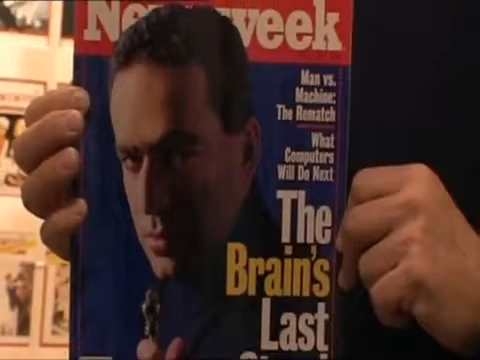 Newsweek
Man vs.
Machine:
The Rematch
What
Computers
Will Do Next
The
Brain's
Last